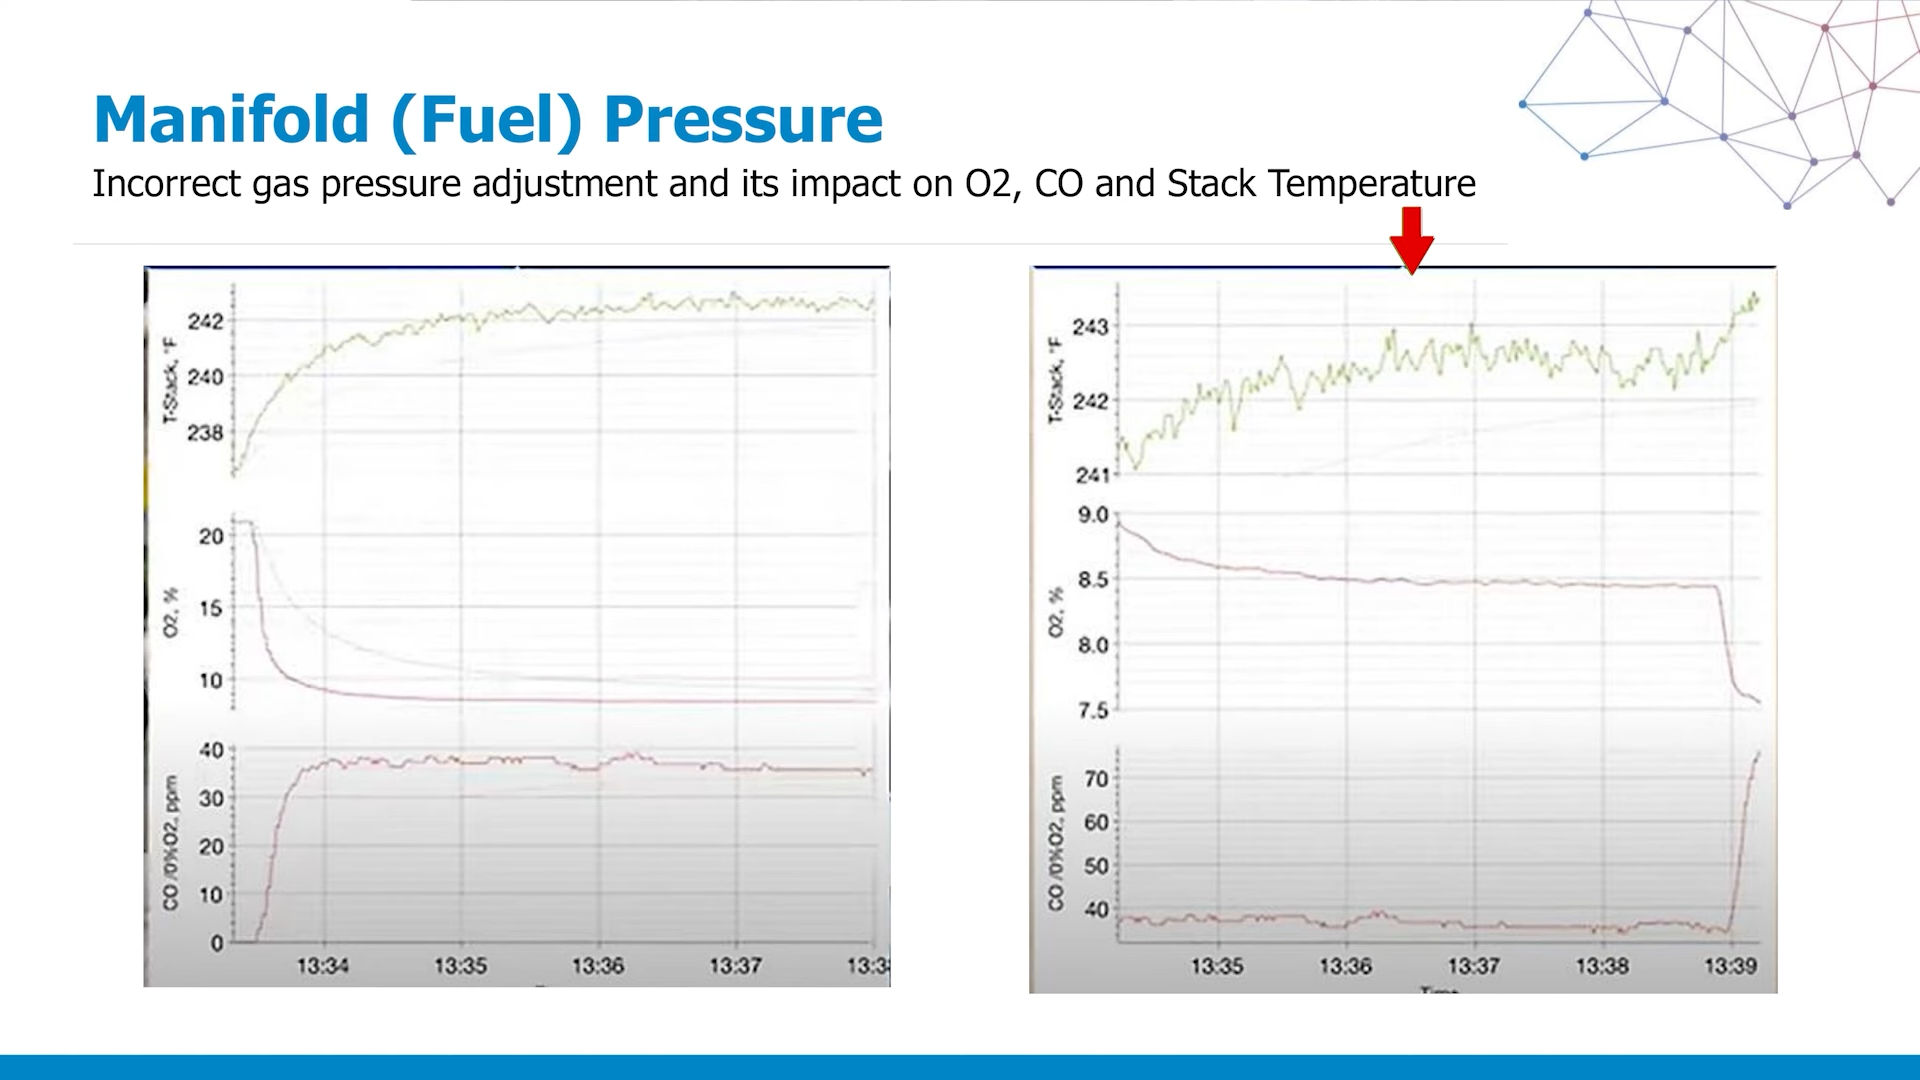 Manifold (Fuel) Pressure
Incorrect gas pressure adjustment and its impact on O2, CO and Stack Temperature
T-Stack, °F
242
240
238
O2, %
20
15
10
CO /0%O2, ppm
40
30
20
10
0
13:34 13:35 13:36 13:37
T-Stack, °F
243
242
241
O2, %
9.0
8.5
8.0
7.5
CO /0%O2, ppm
70
60
50
40
13:35 13:36 13:37 13:38 13:39